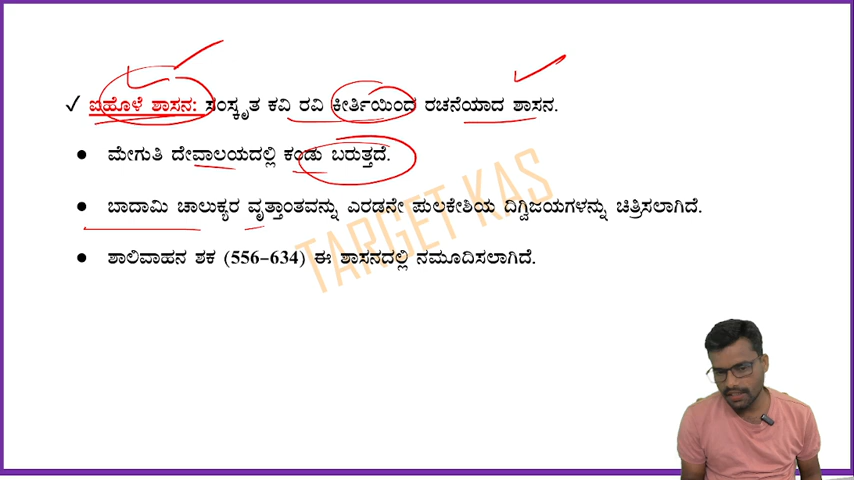 ✓ ಐಹೊಳೆ ಶಾಸನ: ಸಂಸ್ಕೃತ ಕವಿ ರವಿ ಕೀರ್ತಿಯಿಂದ ರಚನೆಯಾದ ಶಾಸನ.
● ಮೇಗುತಿ ದೇವಾಲಯದಲ್ಲಿ ಕಂಡು ಬರುತ್ತದೆ.
● ಬಾದಾಮಿ ಚಾಲುಕ್ಯರ ವೃತ್ತಾಂತವನ್ನು ಎರಡನೇ ಪುಲಕೇಶಿಯ ದಿಗ್ವಿಜಯಗಳನ್ನು ಚಿತ್ರಿಸಲಾಗಿದೆ.
● ಶಾಲಿವಾಹನ ಶಕ (556-634) ಈ ಶಾಸನದಲ್ಲಿ ನಮೂದಿಸಲಾಗಿದೆ.
TARGET KAS